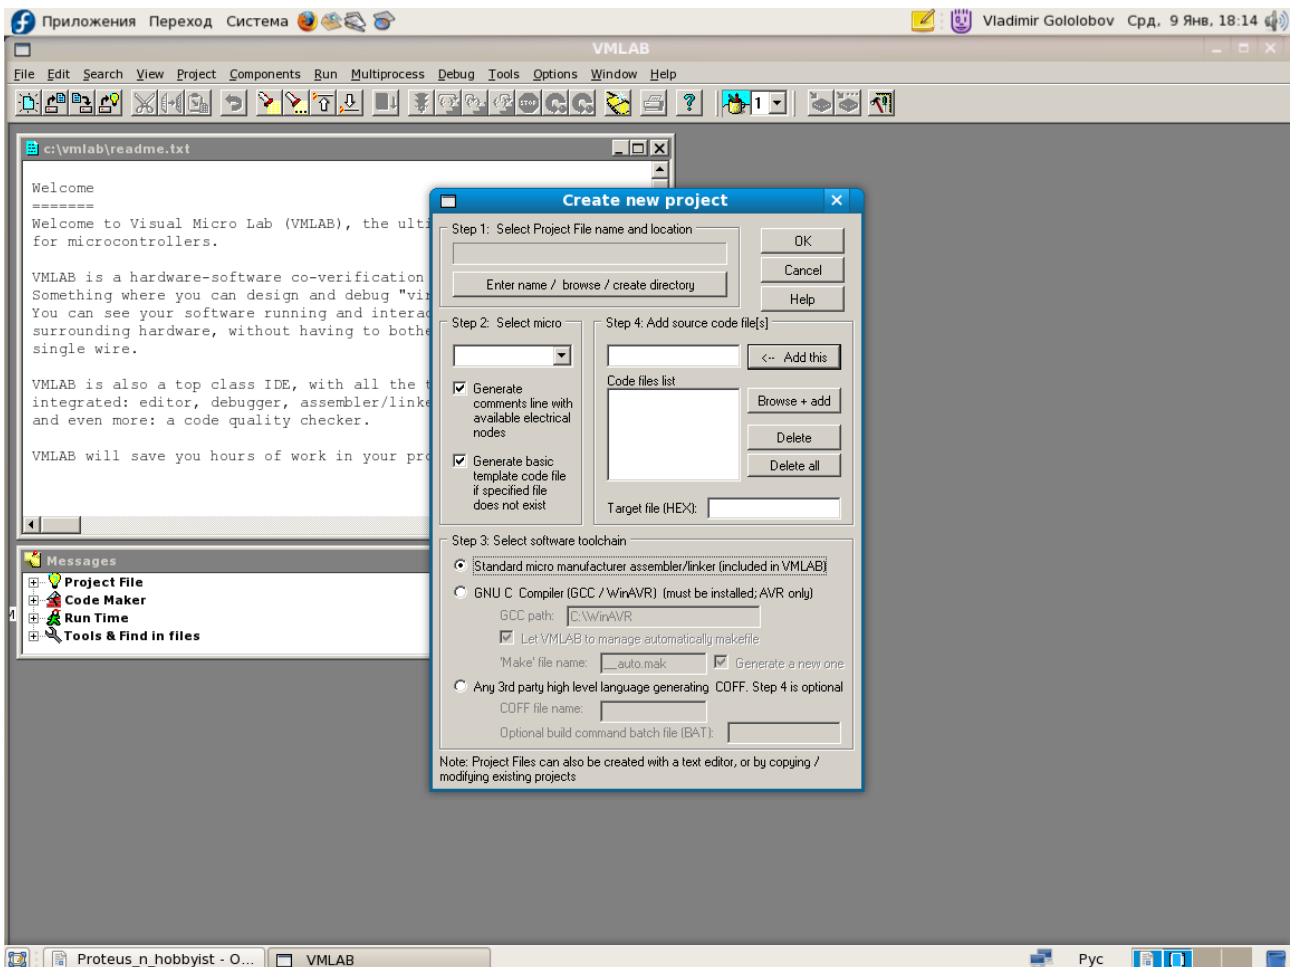 Приложения Переход Система
Vladimir Gololobov Срд, 9 Янв, 18:14
VMLAB
File Edit Search View Project Components Run Multiprocess Debug Tools Options Window Help
STOP
1
c:\vmlab\readme.txt
Welcome
=======
Welcome to Visual Micro Lab (VMLAB), the
for microcontrollers.
VMLAB is a hardware-software co-verification
Something where you can design and debug
You can see your software running and
surrounding hardware, without having to
single wire.
VMLAB is also a top class IDE, with all the
integrated: editor, debugger,
and even more: a code quality checker.
VMLAB will save you hours of work in your
Messages
Project File
Code Maker
Run Time
Tools & Find in files
Create new project
Step 1: Select Project File name and location
Enter name / browse / create directory
OK
Cancel
Help
Step 2: Select micro
Generate
comments line with
available electrical
nodes
Generate basic
template code file
if specified file
does not exist
Step 4: Add source code file[s]
<-- Add this
Code files list
Browse + add
Delete
Delete all
Target file (HEX):
Step 3: Select software toolchain
Standard micro manufacturer assembler/linker (included in VMLAB)
GNU C Compiler (GCC / WinAVR) (must be installed; AVR only)
GCC path: C:\WinAVR
Let VMLAB to manage automatically makefile
'Make' file name: __auto.mak Generate a new one
Any 3rd party high level language generating COFF. Step 4 is optional
COFF file name:
Optional build command batch file (BAT):
Note: Project Files can also be created with a text editor, or by copying /
modifying existing projects
Proteus_n_hobbyist - O... VMLAB Рус